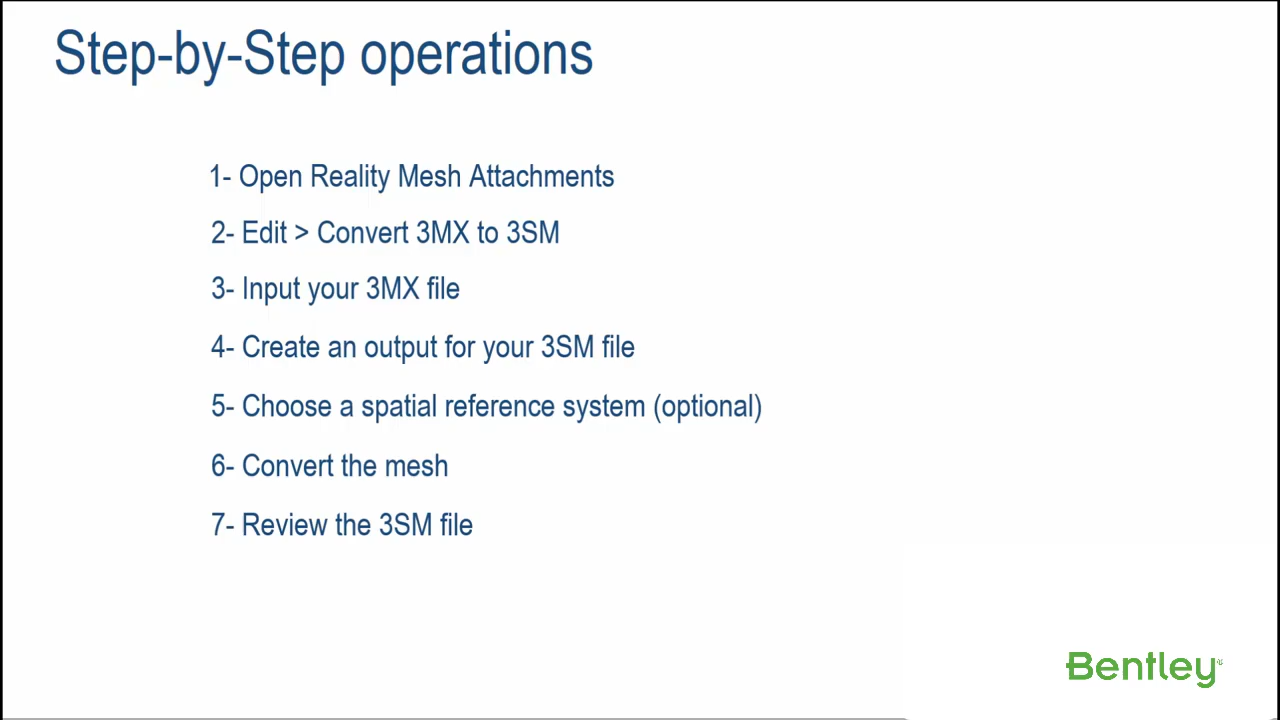 Step-by-Step operations
1- Open Reality Mesh Attachments
2- Edit > Convert 3MX to 3SM
3- Input your 3MX file
4- Create an output for your 3SM file
5- Choose a spatial reference system (optional)
6- Convert the mesh
7- Review the 3SM file
Bentley